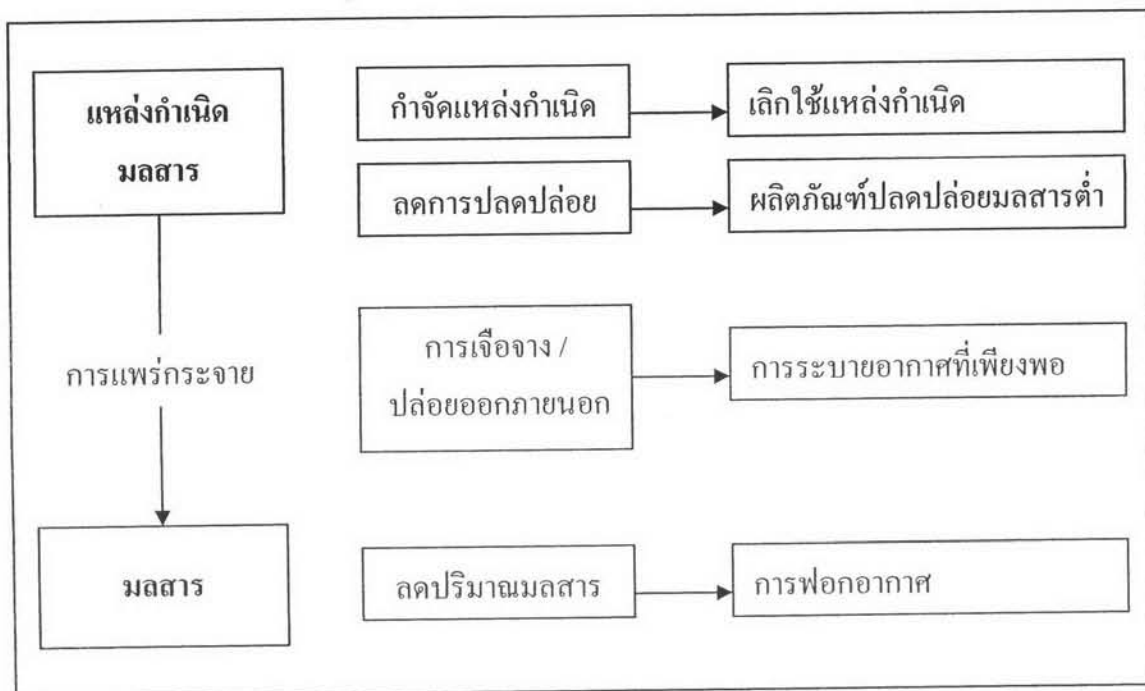 แหล่งกำเนิด
มลสาร
กำจัดแหล่งกำเนิด
เลิกใช้แหล่งกำเนิด
ลดการปลดปล่อย
ผลิตภัณฑ์ปลดปล่อยมลสารต่ำ
การแพร่กระจาย
การเจือจาง /
ปล่อยออกภายนอก
การระบายอากาศที่เพียงพอ
มลสาร
ลดปริมาณมลสาร
การฟอกอากาศ